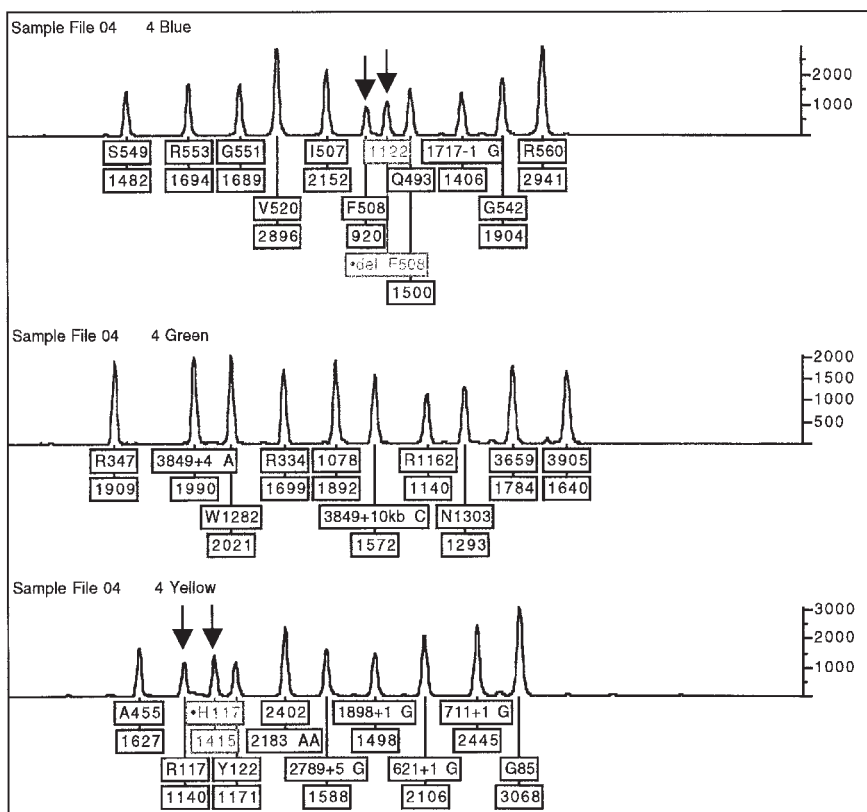 Sample File 04 4 Blue
2000
1000
S549 R553 G551 I507 1122 1717-1 G R560
1482 1694 1689 2152 Q493 1406 2941
V520 F508 G542
2896 920 1904
•del F508
1500
Sample File 04 4 Green
2000
1500
1000
500
R347 3849+4 A R334 1078 R1162 3659 3905
1909 1990 1699 1892 1140 1784 1640
W1282 3849+10kb C N1303
2021 1572 1293
Sample File 04 4 Yellow
3000
2000
1000
A455 •H117 2402 1898+1 G 711+1 G
1627 1415 2183 AA 1498 2445
R117 Y122 2789+5 G 621+1 G G85
1140 1171 1588 2106 3068